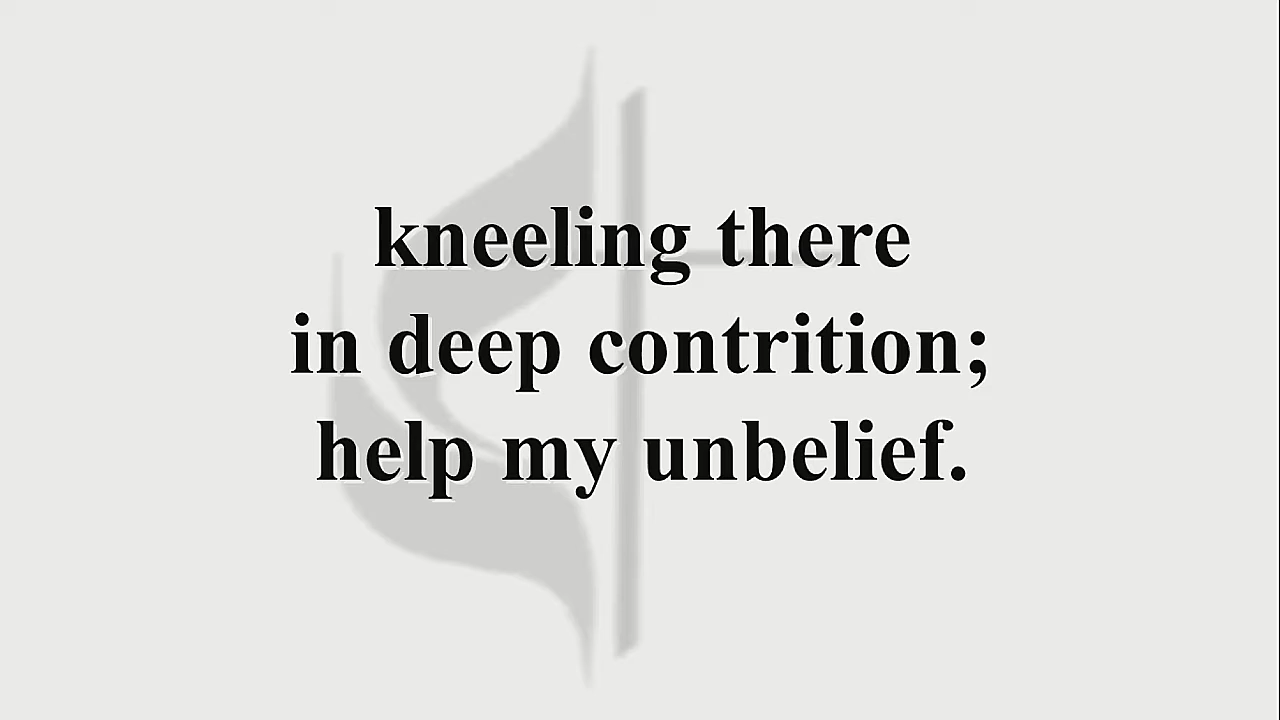 kneeling there
in deep contrition;
help my unbelief.